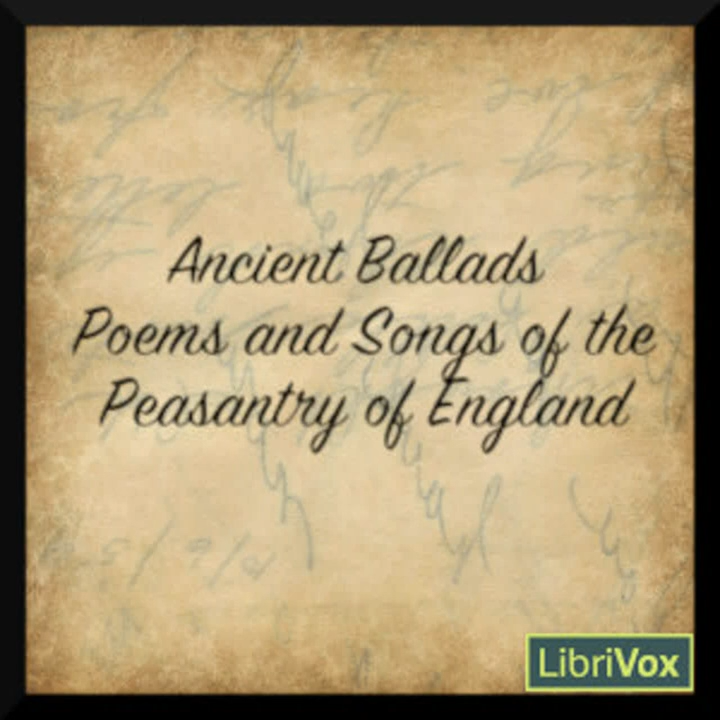 Ancient Ballads
Poems and Songs of the
Peasantry of England
LibriVox